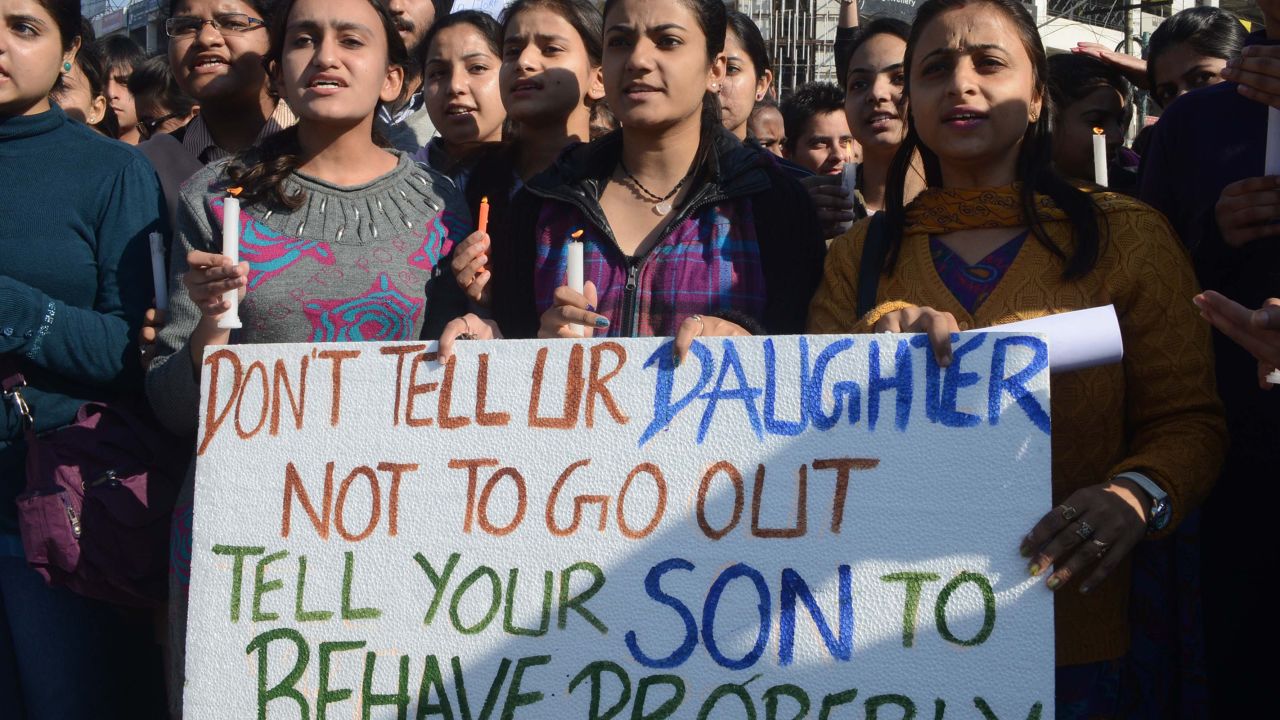 DON'T TELL UR DAUGHTER
NOT TO GO OUT
TELL YOUR SON TO
BEHAVE PROPERLY